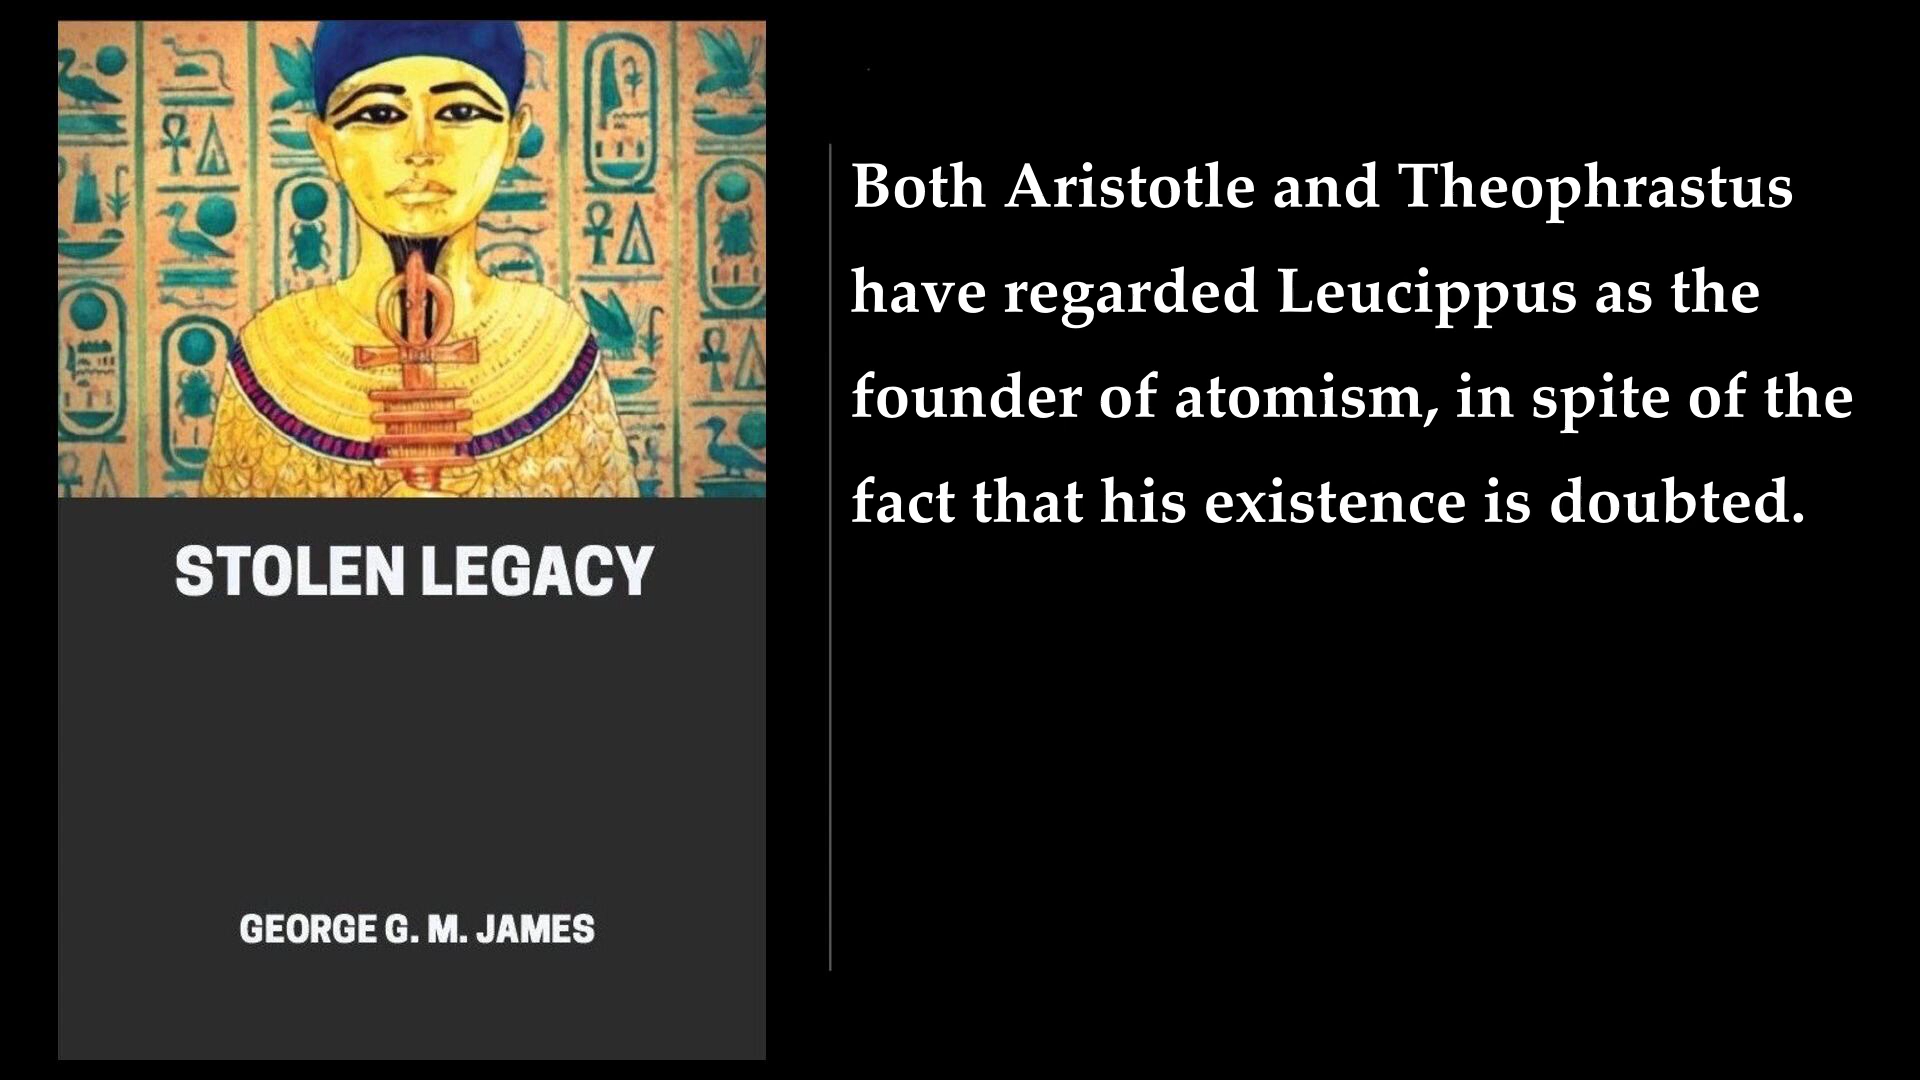 STOLEN LEGACY
GEORGE G. M. JAMES
Both Aristotle and Theophrastus
have regarded Leucippus as the
founder of atomism, in spite of the
fact that his existence is doubted.